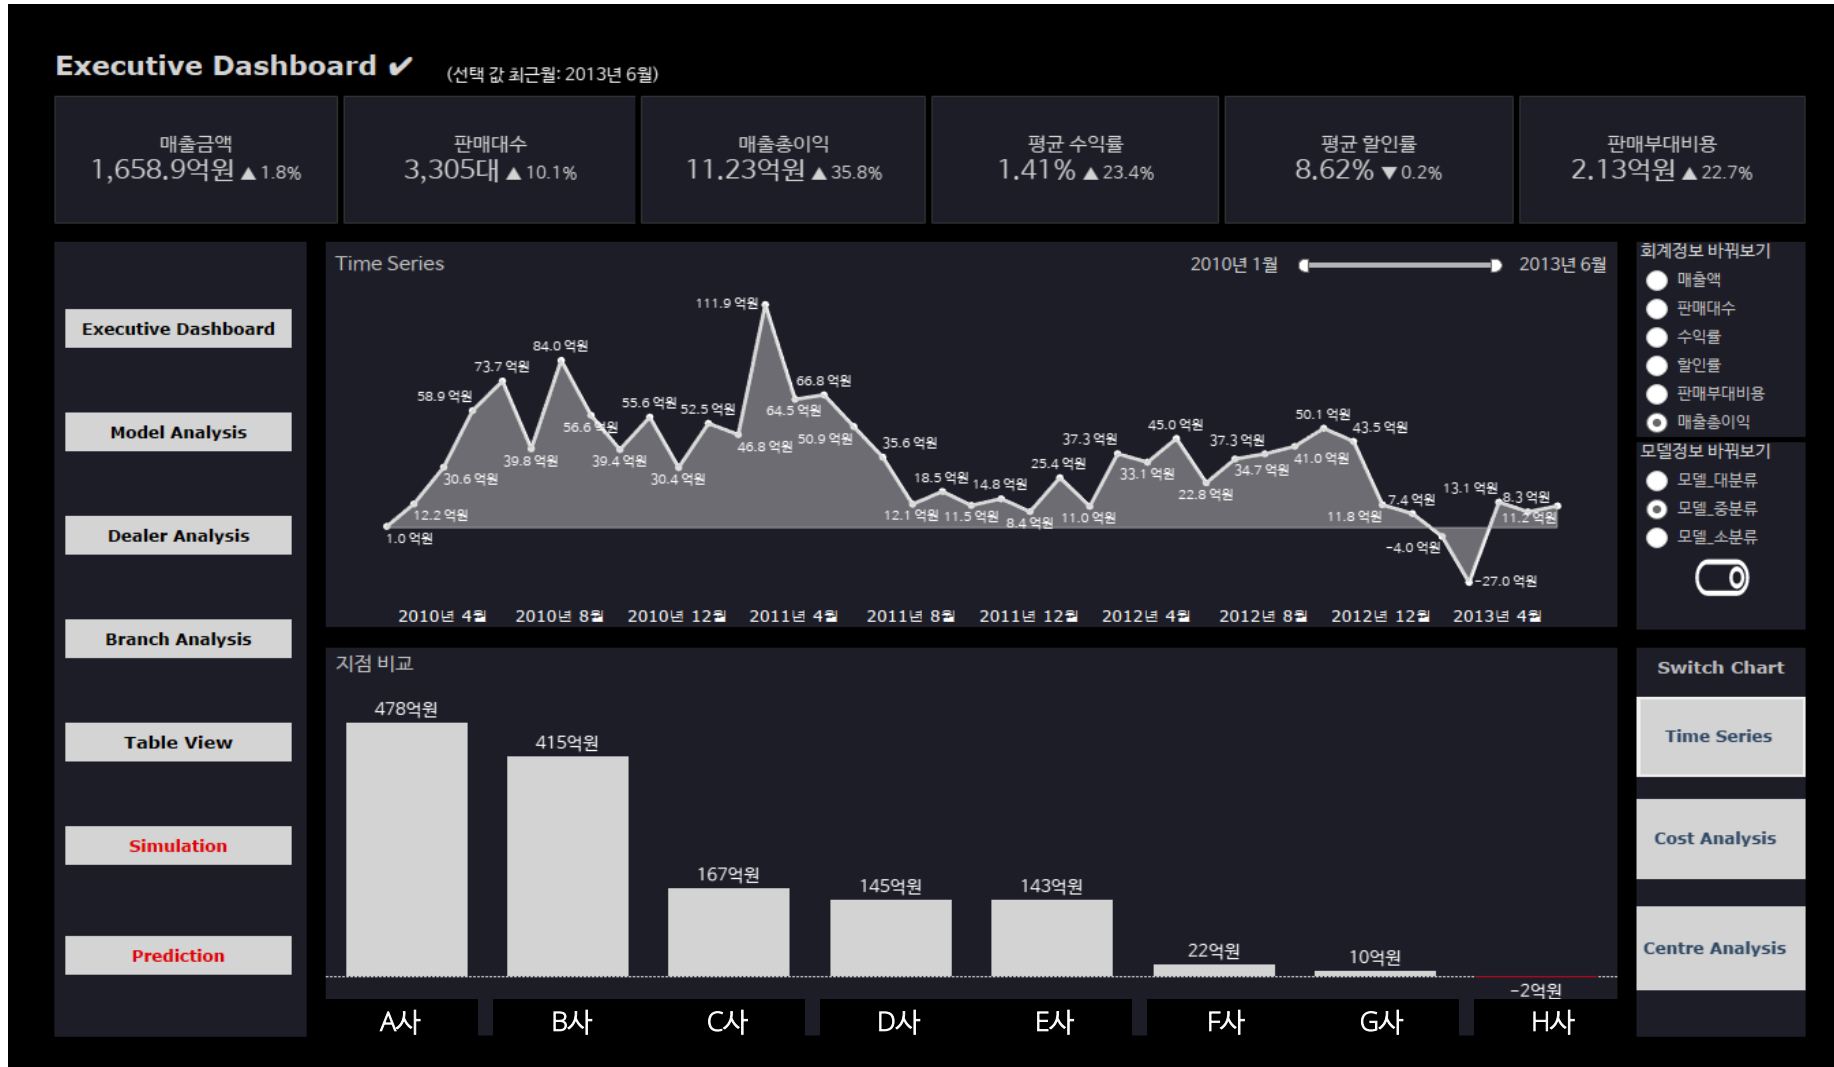 Executive Dashboard ✔
(선택 값 최근월: 2013년 6월)
매출금액
1,658.9억원 ▲1.8%
판매대수
3,305대 ▲10.1%
매출총이익
11.23억원 ▲35.8%
평균 수익률
1.41% ▲23.4%
평균 할인률
8.62% ▼0.2%
판매부대비용
2.13억원 ▲22.7%
Executive Dashboard
Model Analysis
Dealer Analysis
Branch Analysis
Table View
Simulation
Prediction
Time Series
2010년 1월
2013년 6월
1.0 억원
12.2 억원
30.6 억원
58.9 억원
73.7 억원
39.8 억원
84.0 억원
56.6 억원
39.4 억원
55.6 억원
30.4 억원
52.5 억원
46.8 억원
111.9 억원
64.5 억원
66.8 억원
50.9 억원
35.6 억원
12.1 억원
18.5 억원
11.5 억원
14.8 억원
8.4 억원
25.4 억원
11.0 억원
37.3 억원
33.1 억원
45.0 억원
22.8 억원
37.3 억원
34.7 억원
41.0 억원
50.1 억원
43.5 억원
11.8 억원
7.4 억원
-4.0 억원
-27.0 억원
13.1 억원
8.3 억원
11.2 억원
2010년 4월
2010년 8월
2010년 12월
2011년 4월
2011년 8월
2011년 12월
2012년 4월
2012년 8월
2012년 12월
2013년 4월
회계정보 바꿔보기
매출액
판매대수
수익률
할인률
판매부대비용
매출총이익
모델정보 바꿔보기
모델_대분류
모델_중분류
모델_소분류
지점 비교
478억원
415억원
167억원
145억원
143억원
22억원
10억원
-2억원
A사
B사
C사
D사
E사
F사
G사
H사
Switch Chart
Time Series
Cost Analysis
Centre Analysis